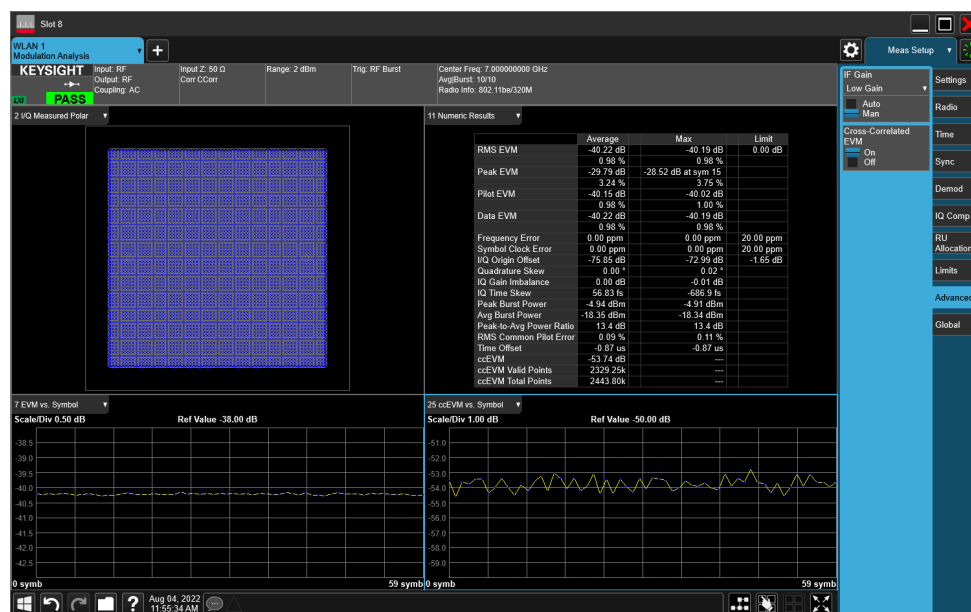 Slot 8
WLAN 1
Modulation Analysis
+
Meas Setup
KEYSIGHT
LXI
PASS
Input: RF
Output: RF
Coupling: AC
Input Z: 50 Ω
Corr CCorr
Range: 2 dBm
Trig: RF Burst
Center Freq: 7.000000000 GHz
Avg|Burst: 10/10
Radio Info: 802.11be/320M
2 I/Q Measured Polar
11 Numeric Results
Average Max Limit
RMS EVM -40.22 dB -40.19 dB 0.00 dB
0.98 % 0.98 %
Peak EVM -29.79 dB -28.52 dB at sym 15
3.24 % 3.75 %
Pilot EVM -40.15 dB -40.02 dB
0.98 % 1.00 %
Data EVM -40.22 dB -40.19 dB
0.98 % 0.98 %
Frequency Error 0.00 ppm 0.00 ppm 20.00 ppm
Symbol Clock Error 0.00 ppm 0.00 ppm 20.00 ppm
I/Q Origin Offset -75.85 dB -72.99 dB -1.65 dB
Quadrature Skew 0.00 ° 0.02 °
IQ Gain Imbalance 0.00 dB -0.01 dB
IQ Time Skew 56.83 fs -686.9 fs
Peak Burst Power -4.94 dBm -4.91 dBm
Avg Burst Power -18.35 dBm -18.34 dBm
Peak-to-Avg Power Ratio 13.4 dB 13.4 dB
RMS Common Pilot Error 0.09 % 0.11 %
Time Offset -0.87 us -0.87 us
ccEVM -53.74 dB ---
ccEVM Valid Points 2329.25k ---
ccEVM Total Points 2443.80k ---
7 EVM vs. Symbol
Scale/Div 0.50 dB Ref Value -38.00 dB
-38.5
-39.0
-39.5
-40.0
-40.5
-41.0
-41.5
-42.0
-42.5
0 symb 59 symb
25 ccEVM vs. Symbol
Scale/Div 1.00 dB Ref Value -50.00 dB
-51.0
-52.0
-53.0
-54.0
-55.0
-56.0
-57.0
-58.0
-59.0
0 symb 59 symb
IF Gain
Low Gain
Auto
Man
Cross-Correlated
EVM
On
Off
Settings
Radio
Time
Sync
Demod
IQ Comp
RU
Allocation
Limits
Advanced
Global
?
Aug 04, 2022
11:55:34 AM